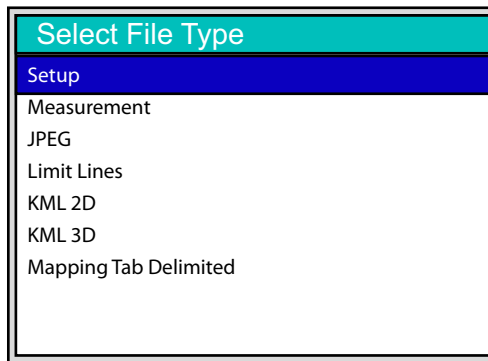 Select File Type
Setup
Measurement
JPEG
Limit Lines
KML 2D
KML 3D
Mapping Tab Delimited